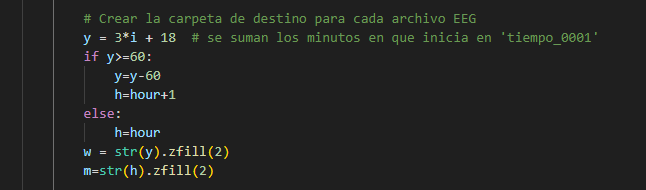 # Crear la carpeta de destino para cada archivo EEG
y = 3*i + 18  # se suman los minutos en que inicia en 'tiempo_0001'
if y>=60:
    y=y-60
    h=hour+1
else:
    h=hour
w = str(y).zfill(2)
m=str(h).zfill(2)